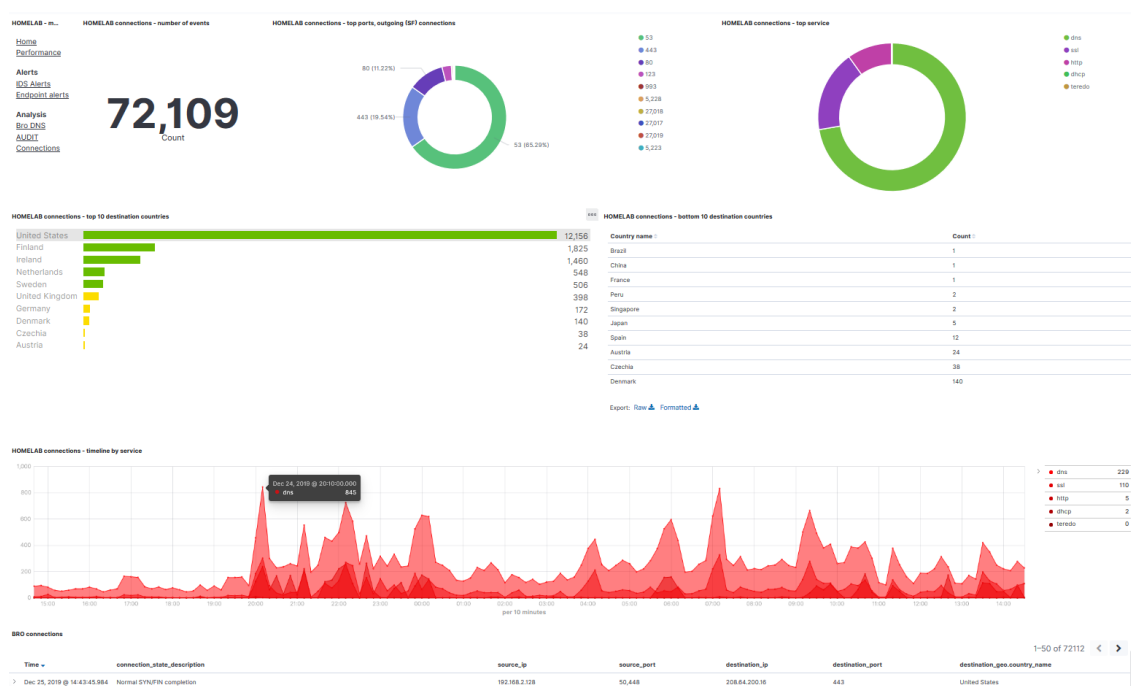 HOMELAB - m...
HOMELAB connections - number of events
HOMELAB connections - top ports, outgoing (SF) connections
HOMELAB connections - top service
Home
Performance
Alerts
IDS Alerts
Endpoint alerts
Analysis
Bro DNS
AUDIT
Connections
72,109
Count
80 (11.22%)
443 (19.54%)
53 (65.29%)
53
443
80
123
993
5,228
27,018
27,017
27,019
5,223
dns
ssl
http
dhcp
teredo
HOMELAB connections - top 10 destination countries
United States 12,156
Finland 1,825
Ireland 1,460
Netherlands 548
Sweden 506
United Kingdom 398
Germany 172
Denmark 140
Czechia 38
Austria 24
HOMELAB connections - bottom 10 destination countries
Country name Count
Brazil 1
China 1
France 1
Peru 2
Singapore 2
Japan 5
Spain 12
Austria 24
Czechia 38
Denmark 140
Export: Raw Formatted
HOMELAB connections - timeline by service
1,000
800
600
400
200
0
Dec 24, 2019 @ 20:10:00.000
dns 845
15:00 16:00 17:00 18:00 19:00 20:00 21:00 22:00 23:00 00:00 01:00 02:00 03:00 04:00 05:00 06:00 07:00 08:00 09:00 10:00 11:00 12:00 13:00 14:00
per 10 minutes
dns 229
ssl 110
http 5
dhcp 2
teredo 0
BRO connections
1–50 of 72112
Time connection_state_description source_ip source_port destination_ip destination_port destination_geo.country_name
Dec 25, 2019 @ 14:43:45.984 Normal SYN/FIN completion 192.168.2.128 50,448 208.64.200.16 443 United States